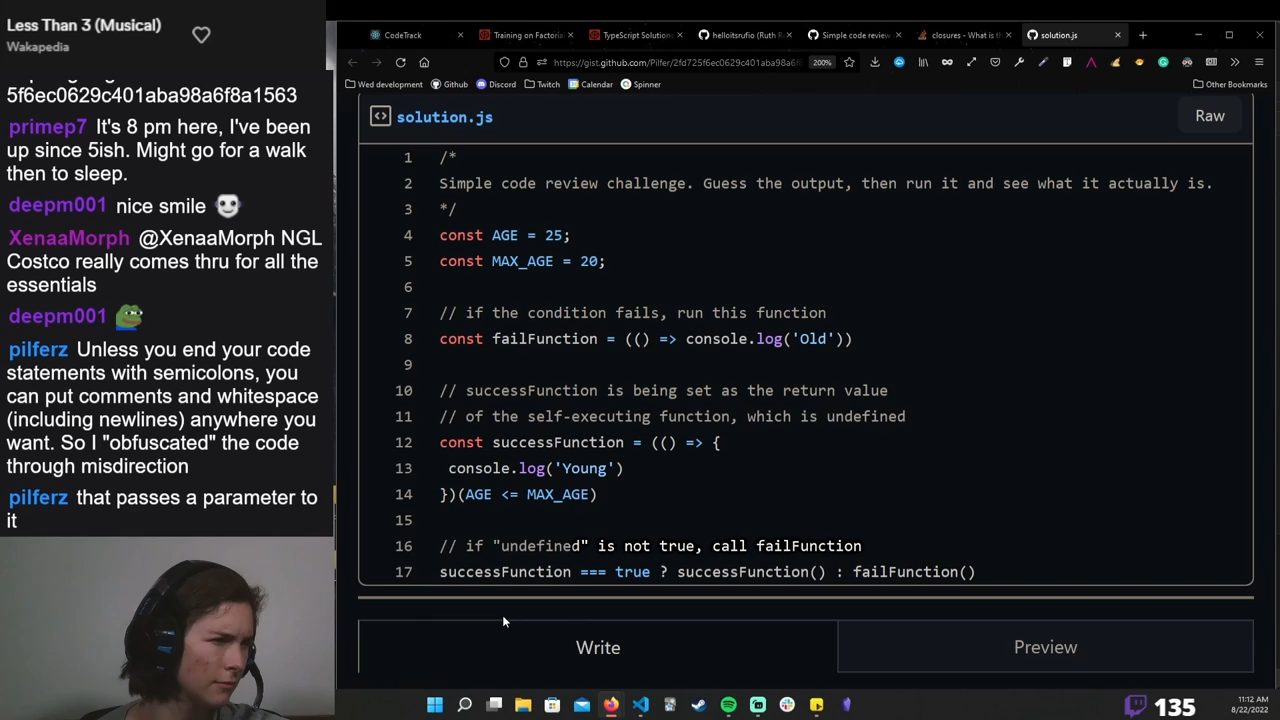 Less Than 3 (Musical)
Wakapedia
5f6ec0629c401aba98a6f8a1563
primep7 It's 8 pm here, I've been
up since 5ish. Might go for a walk
then to sleep.
deepm001 nice smile
XenaaMorph @XenaaMorph NGL
Costco really comes thru for all the
essentials
deepm001
pilferz Unless you end your code
statements with semicolons, you
can put comments and whitespace
(including newlines) anywhere you
want. So I "obfuscated" the code
through misdirection
pilferz that passes a parameter to
it
CodeTrack
Training on Factoria
TypeScript Solutions
helloitsrufio (Ruth R
Simple code review
closures - What is th
solution.js
https://gist.github.com/Pilfer/2fd725f6ec0629c401aba98a6f
200%
Wed development
Github
Discord
Twitch
Calendar
Spinner
Other Bookmarks
solution.js
Raw
1 /*
2 Simple code review challenge. Guess the output, then run it and see what it actually is.
3 */
4 const AGE = 25;
5 const MAX_AGE = 20;
6
7 // if the condition fails, run this function
8 const failFunction = (() => console.log('Old'))
9
10 // successFunction is being set as the return value
11 // of the self-executing function, which is undefined
12 const successFunction = (() => {
13 console.log('Young')
14 })(AGE <= MAX_AGE)
15
16 // if "undefined" is not true, call failFunction
17 successFunction === true ? successFunction() : failFunction()
Write
Preview
11:12 AM
8/22/2022
135